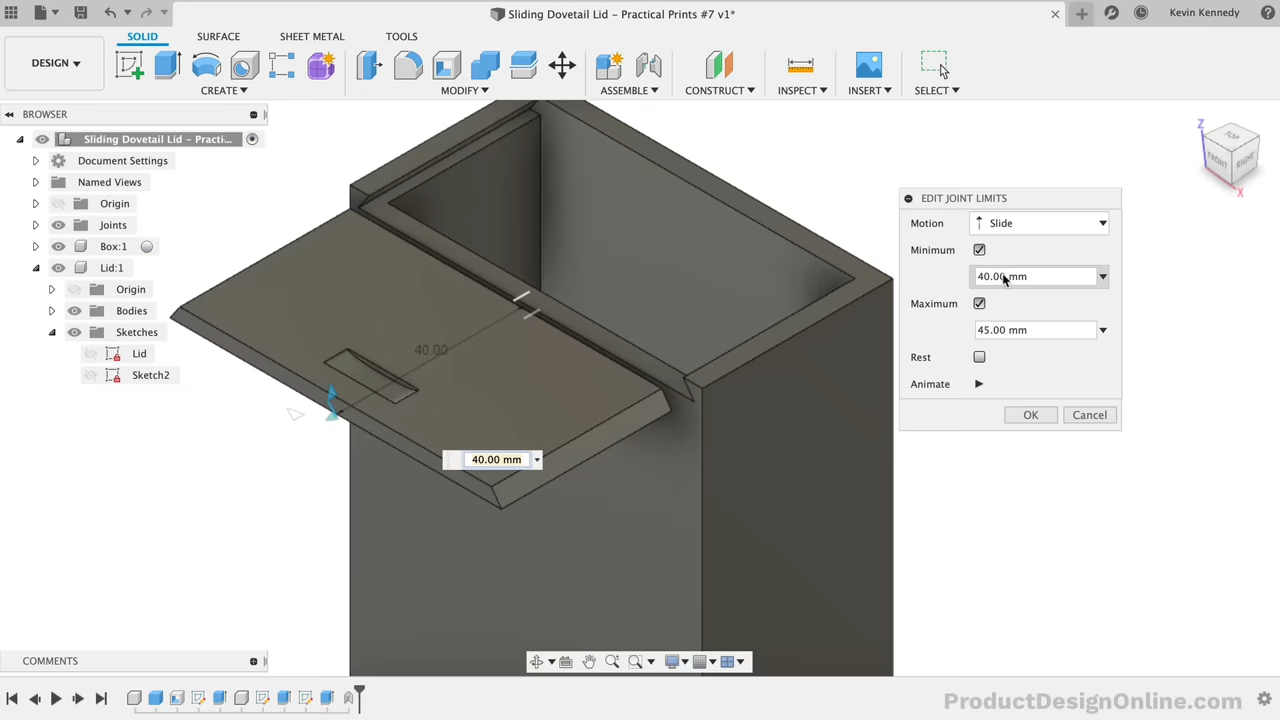 Sliding Dovetail Lid – Practical Prints #7 v1*
Kevin Kennedy
DESIGN
SOLID
SURFACE
SHEET METAL
TOOLS
CREATE
MODIFY
ASSEMBLE
CONSTRUCT
INSPECT
INSERT
SELECT
BROWSER
Sliding Dovetail Lid – Practi...
Document Settings
Named Views
Origin
Joints
Box:1
Lid:1
Origin
Bodies
Sketches
Lid
Sketch2
Z
TOP
FRONT
RIGHT
X
EDIT JOINT LIMITS
Motion
Slide
Minimum
40.00 mm
Maximum
45.00 mm
Rest
Animate
OK
Cancel
40.00
40.00 mm
COMMENTS
ProductDesignOnline.com